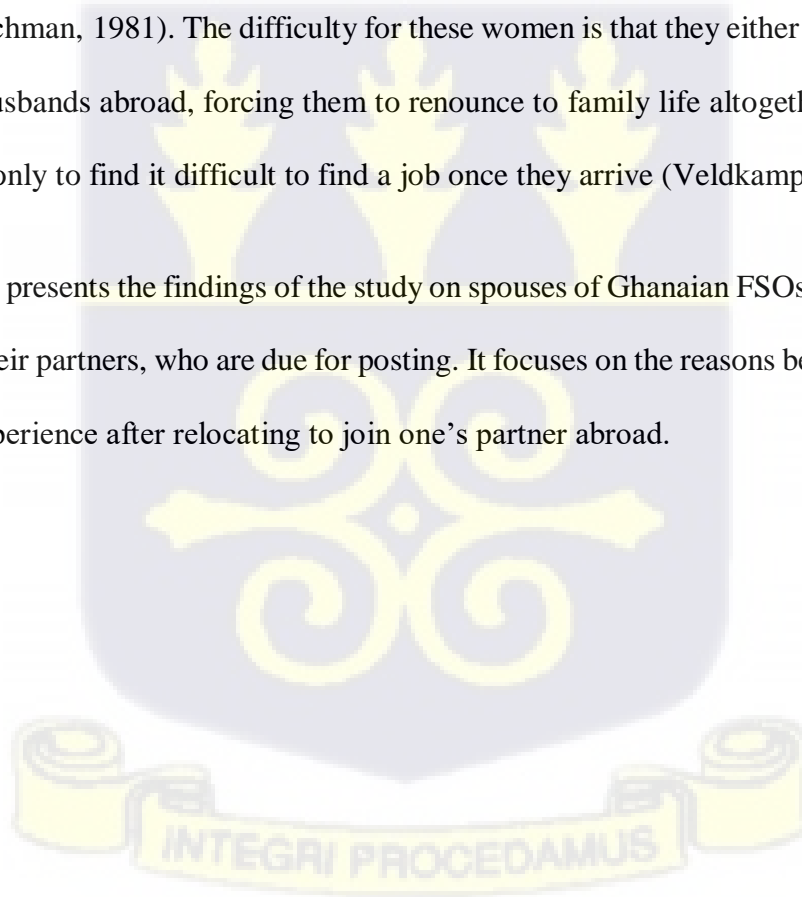 chman, 1981). The difficulty for these women is that they either
usbands abroad, forcing them to renounce to family life altogeth
only to find it difficult to find a job once they arrive (Veldkamp
presents the findings of the study on spouses of Ghanaian FSOs
eir partners, who are due for posting. It focuses on the reasons be
perience after relocating to join one’s partner abroad.
INTEGRI PROCEDAMUS